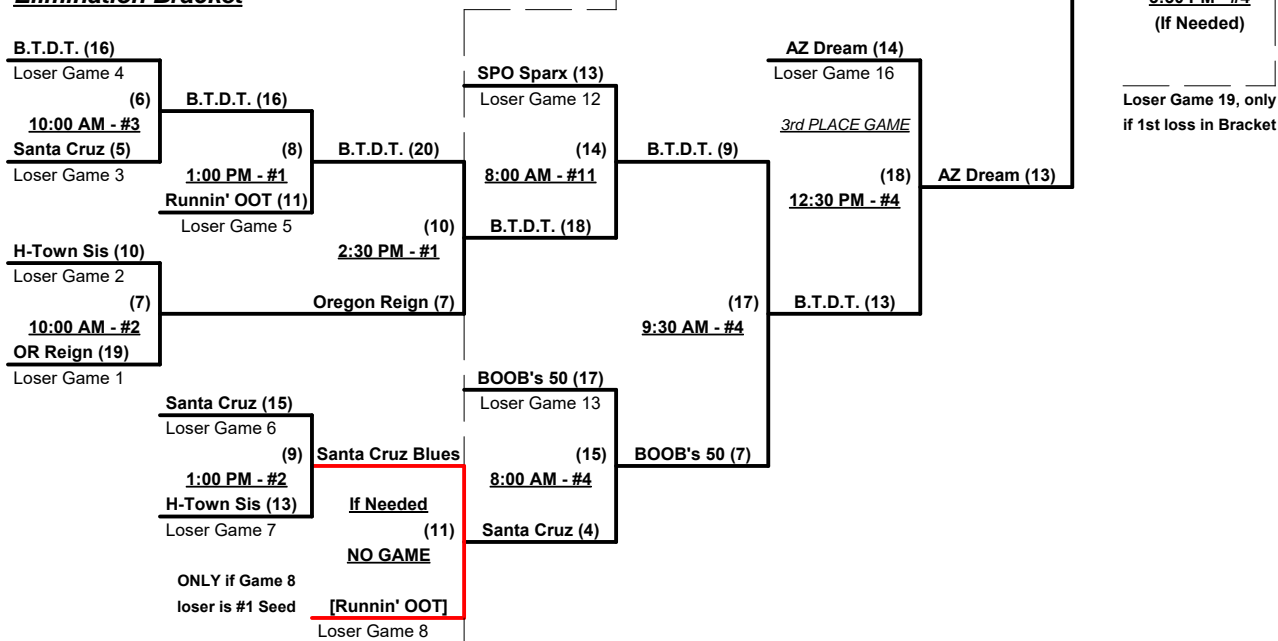 Elimination Bracket
(If Needed)
Loser Game 19, only
if 1st loss in Bracket
B.T.D.T. (16)
Loser Game 4
(6)
10:00 AM - #3
Santa Cruz (5)
Loser Game 3
B.T.D.T. (16)
(8)
1:00 PM - #1
Runnin' OOT (11)
Loser Game 5
H-Town Sis (10)
Loser Game 2
(7)
10:00 AM - #2
OR Reign (19)
Loser Game 1
B.T.D.T. (20)
(10)
2:30 PM - #1
Oregon Reign (7)
Santa Cruz (15)
Loser Game 6
(9)
1:00 PM - #2
H-Town Sis (13)
Loser Game 7
Santa Cruz Blues
If Needed
(11)
NO GAME
ONLY if Game 8
loser is #1 Seed
[Runnin' OOT]
Loser Game 8
SPO Sparx (13)
Loser Game 12
(14)
8:00 AM - #11
B.T.D.T. (18)
BOOB's 50 (17)
Loser Game 13
(15)
8:00 AM - #4
Santa Cruz (4)
B.T.D.T. (9)
(17)
9:30 AM - #4
BOOB's 50 (7)
AZ Dream (14)
Loser Game 16
3rd PLACE GAME
(18)
12:30 PM - #4
B.T.D.T. (13)
AZ Dream (13)